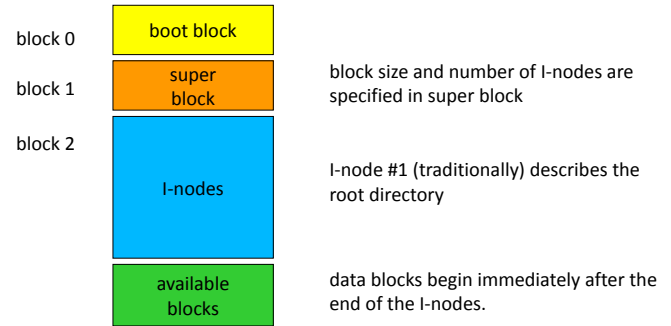 block 0
boot block
block 1
super
block
block size and number of I-nodes are
specified in super block
block 2
I-nodes
I-node #1 (traditionally) describes the
root directory
available
blocks
data blocks begin immediately after the
end of the I-nodes.